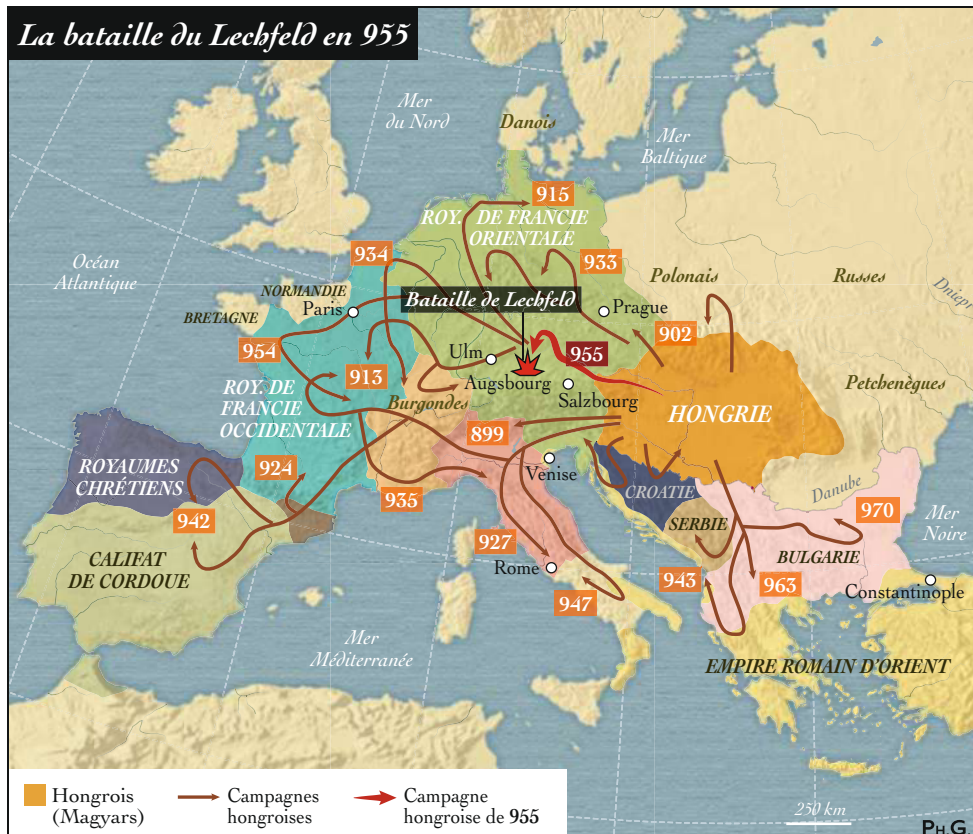 La bataille du Lechfeld en 955
Mer
du Nord
Danois
Mer
Baltique
915
ROY. DE FRANCIE
ORIENTALE
934
933
Océan
Atlantique
Polonais
Russes
Dniepr
NORMANDIE
Paris
BRETAGNE
Bataille de Lechfeld
Prague
902
954
Ulm
955
913
Augsbourg
Salzbourg
Petchenèques
ROY. DE
FRANCIE
OCCIDENTALE
Burgondes
HONGRIE
899
ROYAUMES
CHRÉTIENS
924
Venise
935
CROATIE
Danube
942
SERBIE
970
Mer
Noire
927
CALIFAT
DE CORDOUE
Rome
BULGARIE
943
963
Constantinople
947
Mer
Méditerranée
EMPIRE ROMAIN D'ORIENT
Hongrois
(Magyars)
Campagnes
hongroises
Campagne
hongroise de 955
250 km
PH.G